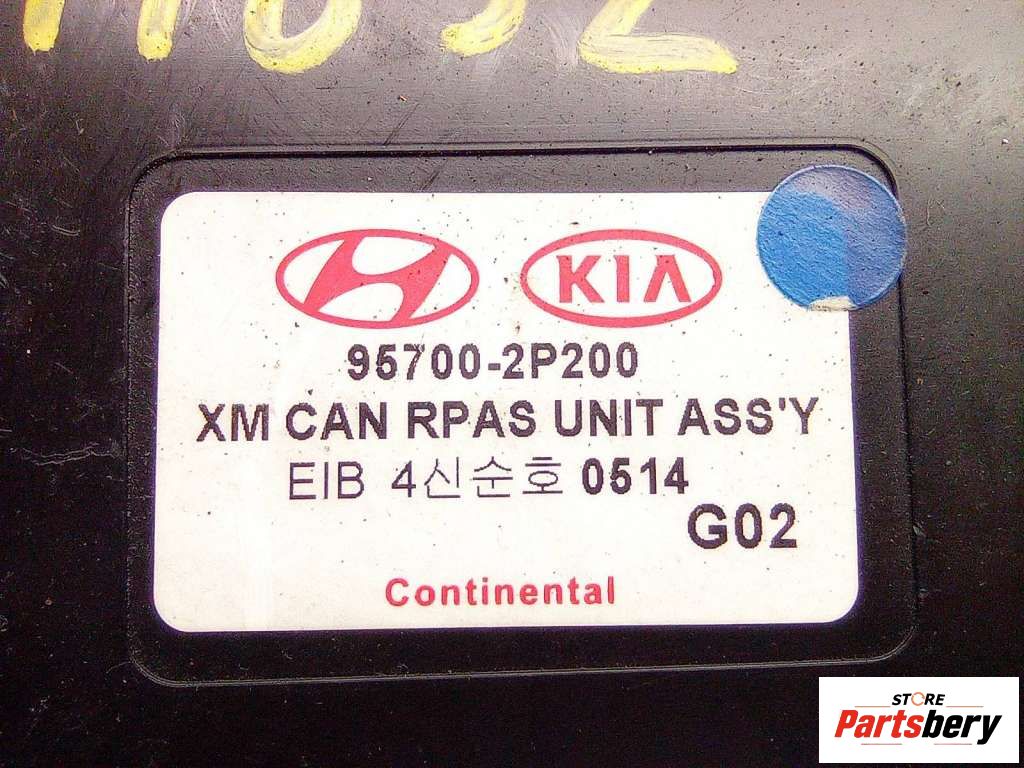 KIA
95700-2P200
XM CAN RPAS UNIT ASS'Y
EIB 4신순호 0514
G02
Continental
STORE
Partsbery